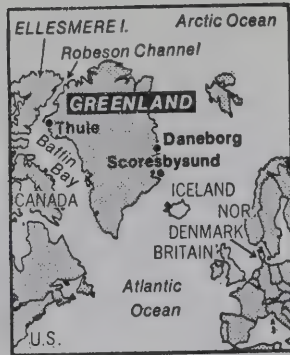 ELLESMERE I.
Arctic Ocean
Robeson Channel
GREENLAND
Thule
Daneborg
Baffin
Bay
Scoresbysund
ICELAND
CANADA
NOR.
DENMARK
BRITAIN
Atlantic
Ocean
U.S.